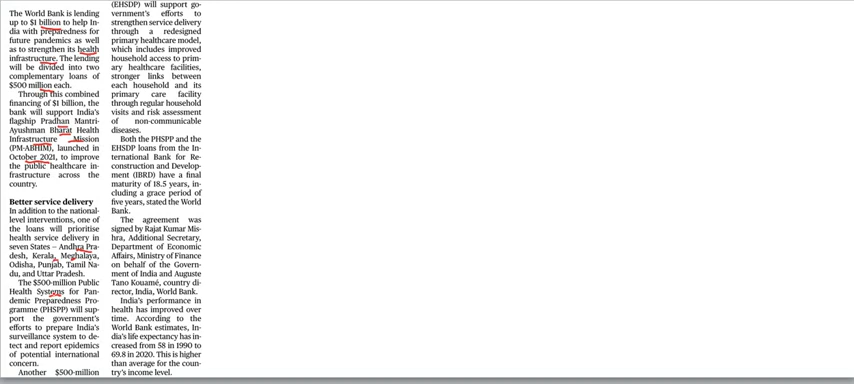 The World Bank is lending
up to $1 billion to help In-
dia with preparedness for
future pandemics as well
as to strengthen its health
infrastructure. The lending
will be divided into two
complementary loans of
$500 million each.
Through this combined
financing of $1 billion, the
bank will support India's
flagship Pradhan Mantri-
Ayushman Bharat Health
Infrastructure Mission
(PM-ABHIM), launched in
October 2021, to improve
the public healthcare in-
frastructure across the
country.
Better service delivery
In addition to the national-
level interventions, one of
the loans will prioritise
health service delivery in
seven States – Andhra Pra-
desh, Kerala, Meghalaya,
Odisha, Punjab, Tamil Na-
du, and Uttar Pradesh.
The $500-million Public
Health Systems for Pan-
demic Preparedness Pro-
gramme (PHSPP) will sup-
port the government's
efforts to prepare India's
surveillance system to de-
tect and report epidemics
of potential international
concern.
Another $500-million
(EHSDP) will support go-
vernment's efforts to
strengthen service delivery
through a redesigned
primary healthcare model,
which includes improved
household access to prim-
ary healthcare facilities,
stronger links between
each household and its
primary care facility
through regular household
visits and risk assessment
of non-communicable
diseases.
Both the PHSPP and the
EHSDP loans from the In-
ternational Bank for Re-
construction and Develop-
ment (IBRD) have a final
maturity of 18.5 years, in-
cluding a grace period of
five years, stated the World
Bank.
The agreement was
signed by Rajat Kumar Mis-
hra, Additional Secretary,
Department of Economic
Affairs, Ministry of Finance
on behalf of the Govern-
ment of India and Auguste
Tano Kouamé, country di-
rector, India, World Bank.
India's performance in
health has improved over
time. According to the
World Bank estimates, In-
dia's life expectancy has in-
creased from 58 in 1990 to
69.8 in 2020. This is higher
than average for the coun-
try's income level.